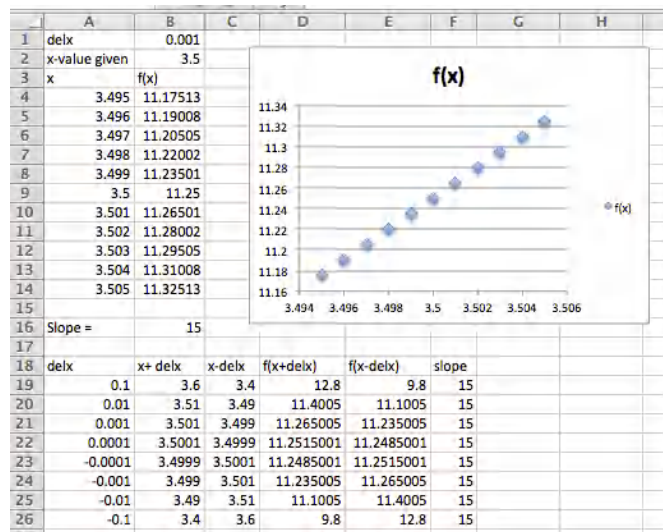 A B C D E F G H
1 delx 0.001
2 x-value given 3.5
3 x f(x)
4 3.495 11.17513
5 3.496 11.19008
6 3.497 11.20505
7 3.498 11.22002
8 3.499 11.23501
9 3.5 11.25
10 3.501 11.26501
11 3.502 11.28002
12 3.503 11.29505
13 3.504 11.31008
14 3.505 11.32513
15
16 Slope = 15
17
18 delx x+ delx x-delx f(x+delx) f(x-delx) slope
19 0.1 3.6 3.4 12.8 9.8 15
20 0.01 3.51 3.49 11.4005 11.1005 15
21 0.001 3.501 3.499 11.265005 11.235005 15
22 0.0001 3.5001 3.4999 11.2515001 11.2485001 15
23 -0.0001 3.4999 3.5001 11.2485001 11.2515001 15
24 -0.001 3.499 3.501 11.235005 11.265005 15
25 -0.01 3.49 3.51 11.1005 11.4005 15
26 -0.1 3.4 3.6 9.8 12.8 15
f(x)
11.34
11.32
11.3
11.28
11.26
11.24
11.22
11.2
11.18
11.16
3.494 3.496 3.498 3.5 3.502 3.504 3.506
f(x)